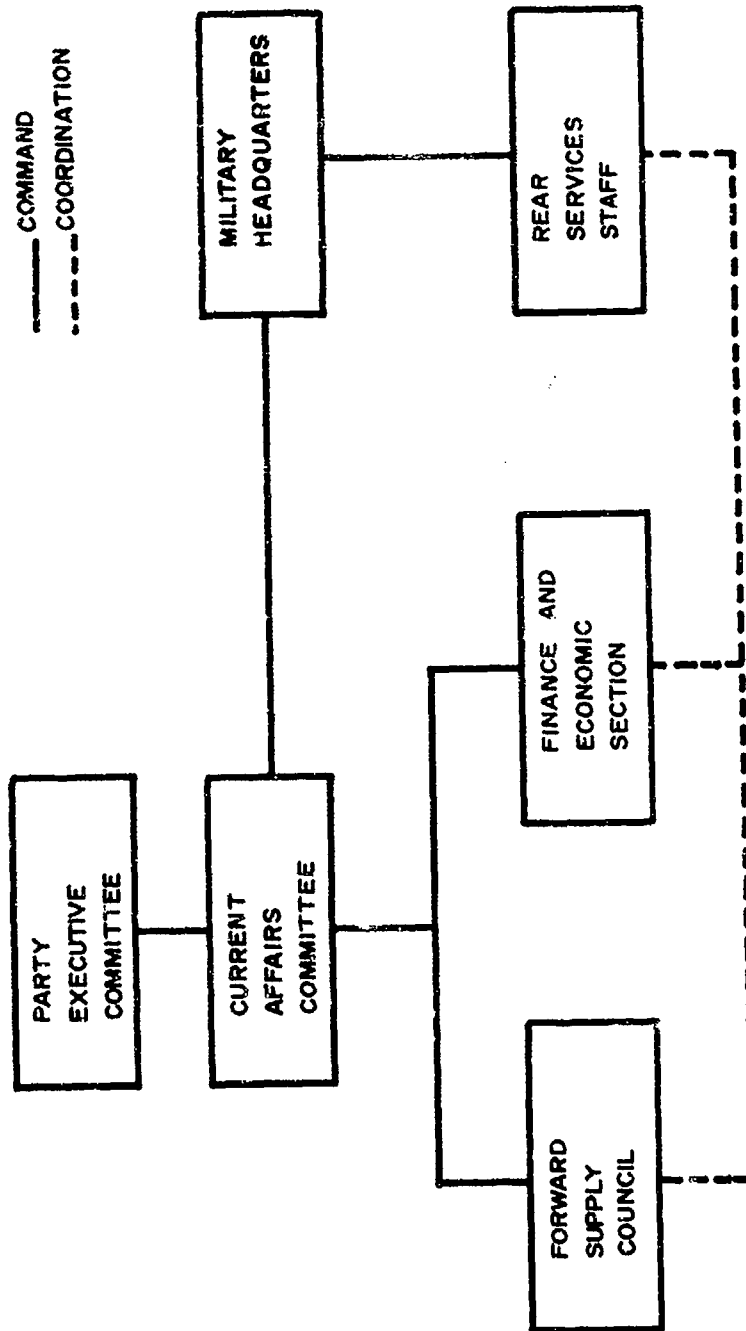 COMMAND
COORDINATION
PARTY
EXECUTIVE
COMMITTEE
CURRENT
AFFAIRS
COMMITTEE
MILITARY
HEADQUARTERS
FORWARD
SUPPLY
COUNCIL
FINANCE AND
ECONOMIC
SECTION
REAR
SERVICES
STAFF